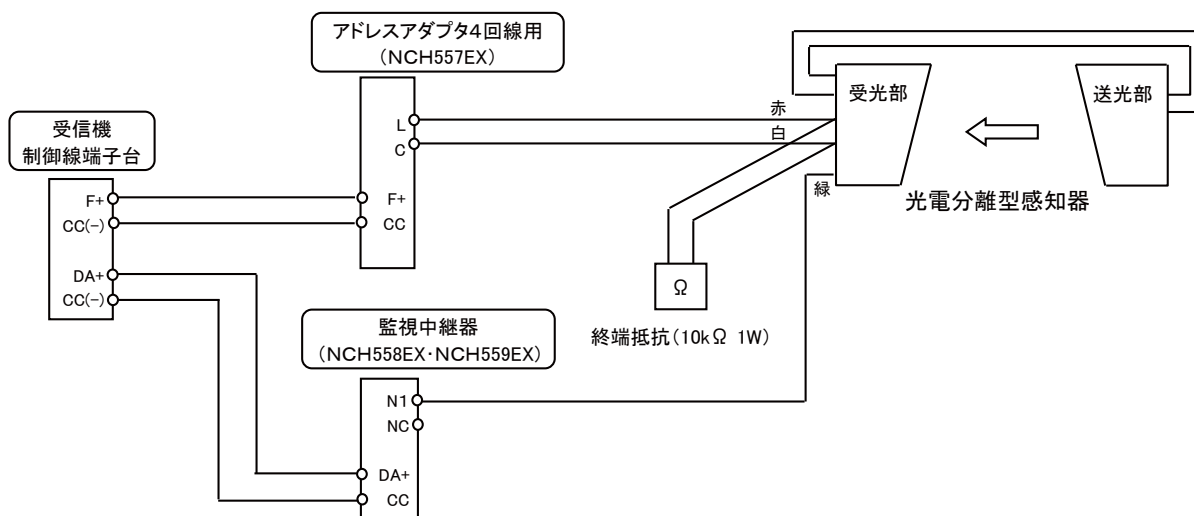 アドレスアダプタ4回線用
(NCH557EX)
受信機
制御線端子台
F+
CC(-)
DA+
CC(-)
L
C
F+
CC
赤
白
緑
受光部
送光部
光電分離型感知器
Ω
終端抵抗(10kΩ 1W)
監視中継器
(NCH558EX・NCH559EX)
N1
NC
DA+
CC